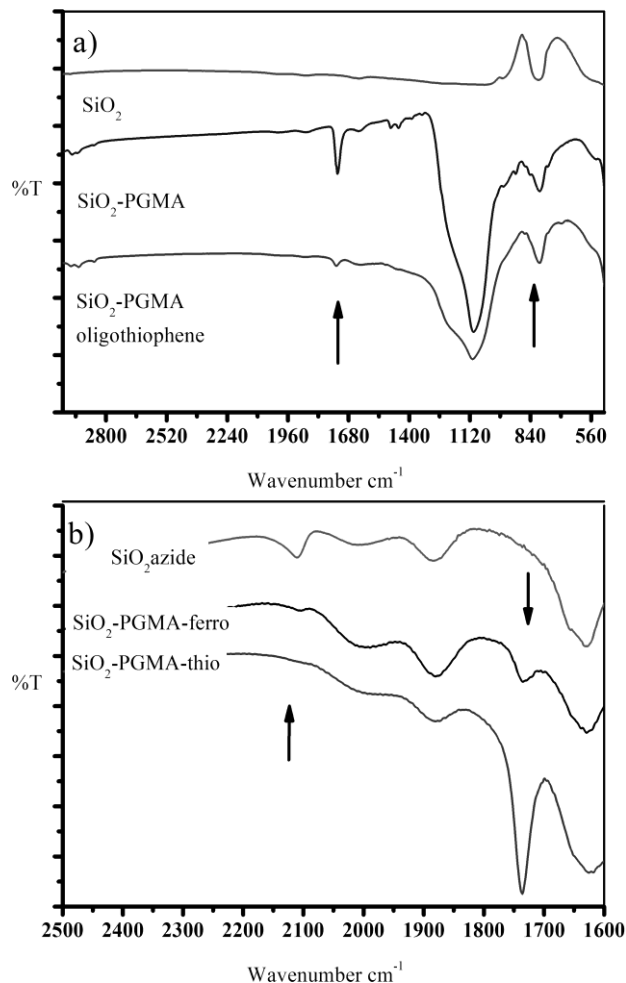 a)
SiO2
%T
SiO2-PGMA
SiO2-PGMA
oligothiophene
2800 2520 2240 1960 1680 1400 1120 840 560
Wavenumber cm-1
b)
SiO2azide
SiO2-PGMA-ferro
SiO2-PGMA-thio
%T
2500 2400 2300 2200 2100 2000 1900 1800 1700 1600
Wavenumber cm-1